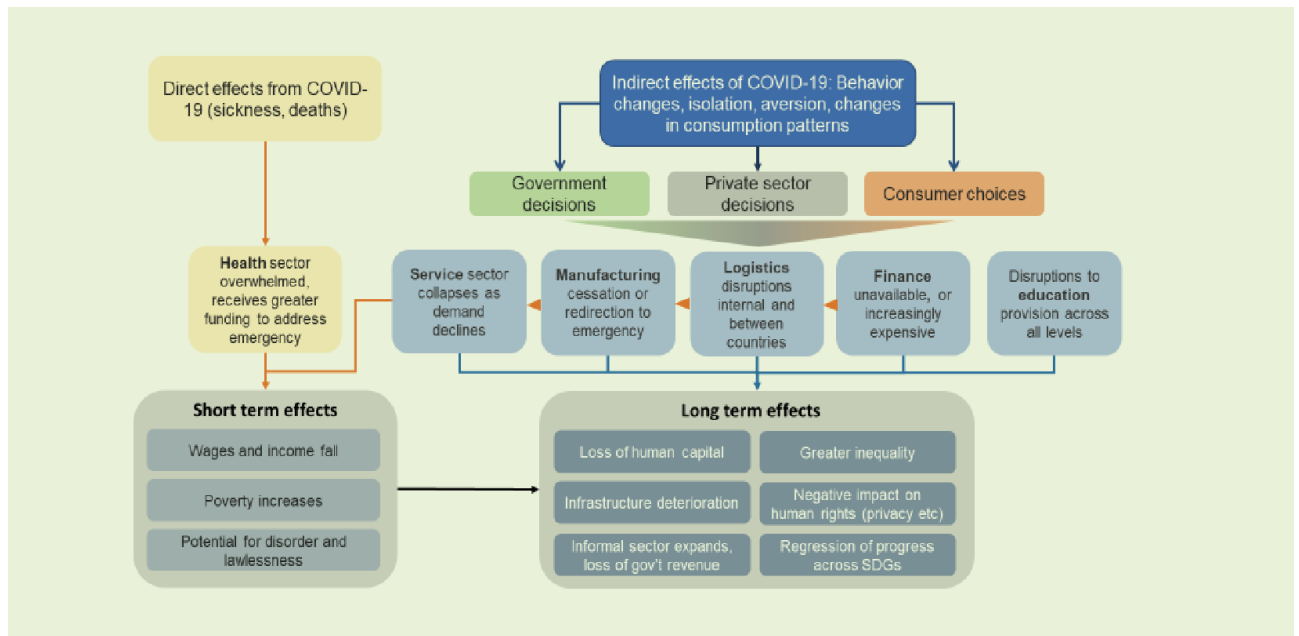 Direct effects from COVID-
19 (sickness, deaths)
Indirect effects of COVID-19: Behavior
changes, isolation, aversion, changes
in consumption patterns
Government
decisions
Private sector
decisions
Consumer choices
Health sector
overwhelmed,
receives greater
funding to address
emergency
Service sector
collapses as
demand
declines
Manufacturing
cessation or
redirection to
emergency
Logistics
disruptions
internal and
between
countries
Finance
unavailable, or
increasingly
expensive
Disruptions to
education
provision across
all levels
Short term effects
Wages and income fall
Poverty increases
Potential for disorder and
lawlessness
Long term effects
Loss of human capital
Greater inequality
Infrastructure deterioration
Negative impact on
human rights (privacy etc)
Informal sector expands,
loss of gov't revenue
Regression of progress
across SDGs